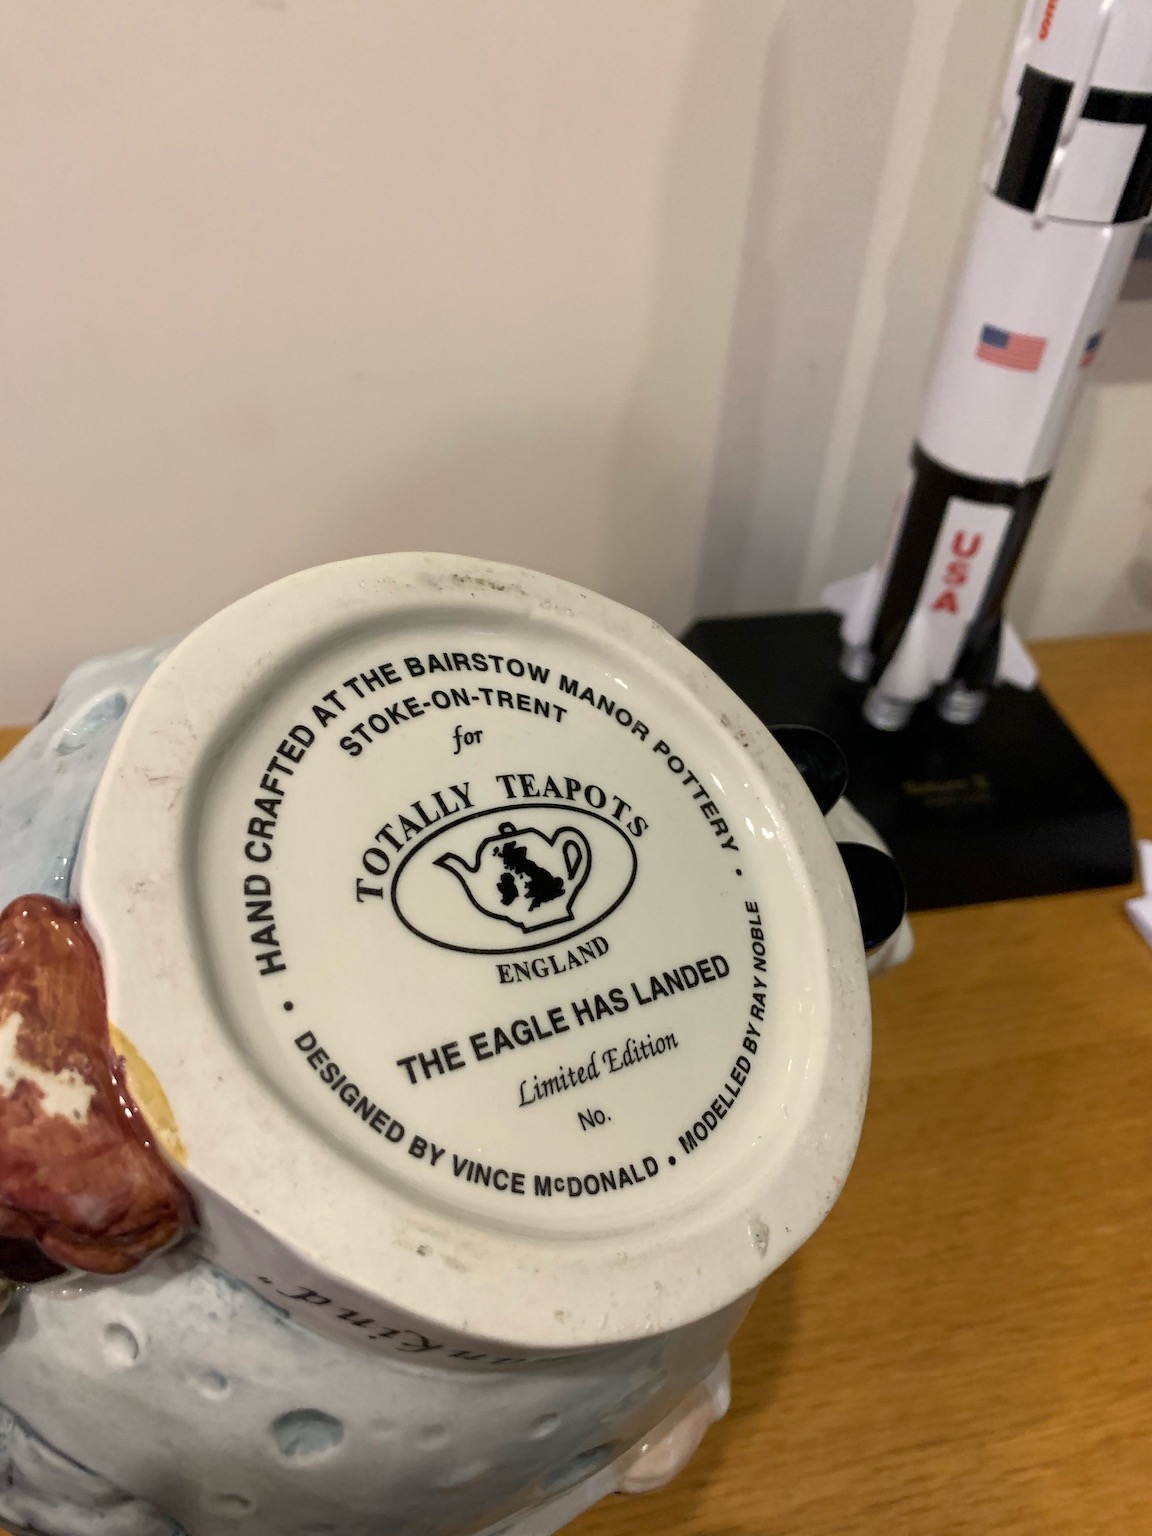 HAND CRAFTED AT THE BAIRSTOW MANOR POTTERY
STOKE-ON-TRENT
for
TOTALLY TEAPOTS
ENGLAND
THE EAGLE HAS LANDED
Limited Edition
No.
DESIGNED BY VINCE McDONALD • MODELLED BY RAY NOBLE
USA